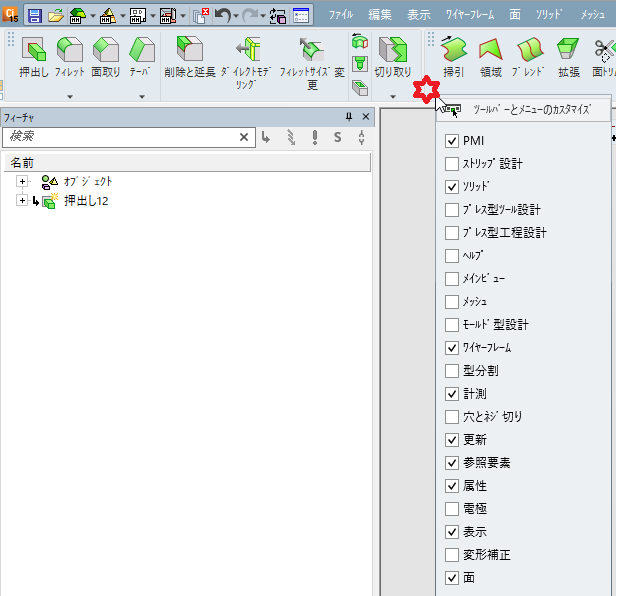 ファイル 編集 表示 ワイヤーフレーム 面 ソリッド メッシュ
押出し フィレット 面取り テーパ 削除と延長 ダイレクトモデリング フィレットサイズ変更 切り取り 掃引 領域 ブレンド 拡張 面トリム
ツールバーとメニューのカスタマイズ
フィーチャ
検索
S
名前
オブジェクト
押出し12
PMI
ストリップ設計
ソリッド
プレス型ツール設計
プレス型工程設計
ヘルプ
メインビュー
メッシュ
モールド型設計
ワイヤーフレーム
型分割
計測
穴とネジ切り
更新
参照要素
属性
電極
表示
変形補正
面